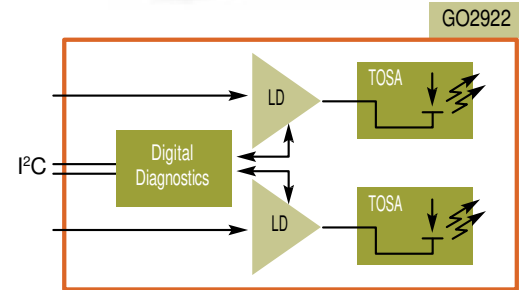 GO2922
TOSA
LD
Digital
Diagnostics
I²C
TOSA
LD